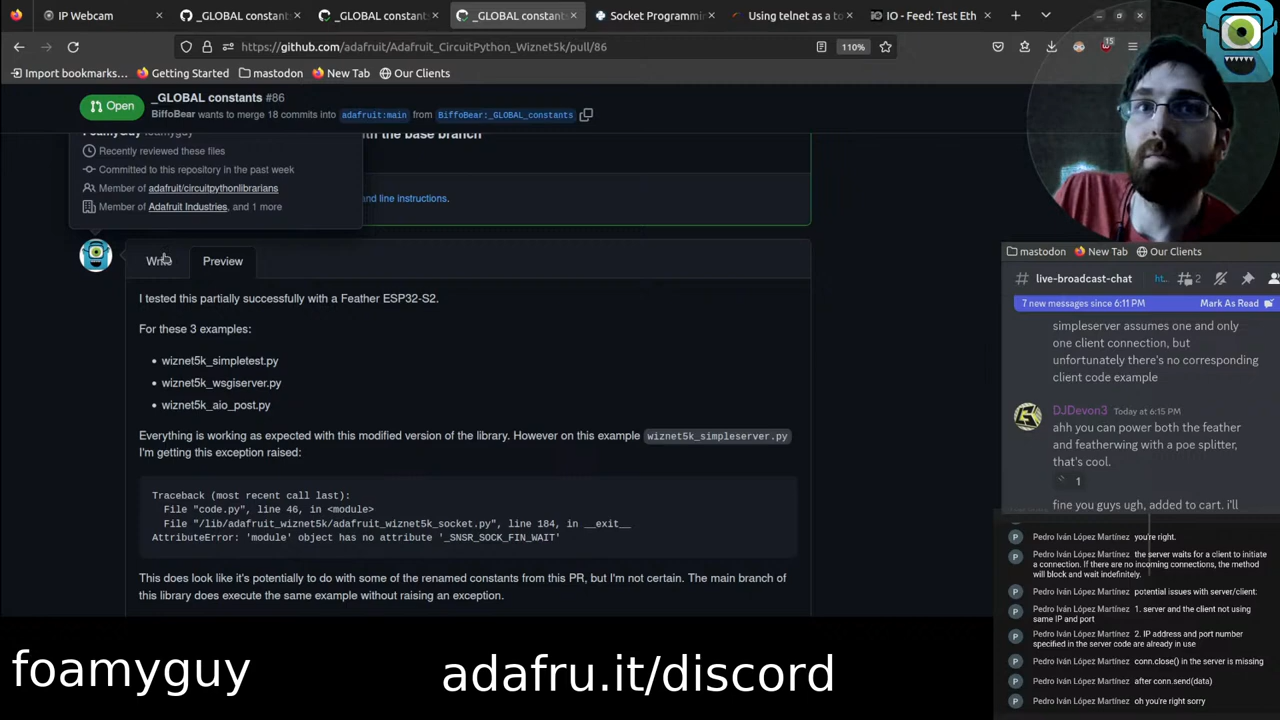 IP Webcam
_GLOBAL constants
_GLOBAL constants
_GLOBAL constants
Socket Programmi
Using telnet as a to
IO - Feed: Test Eth
https://github.com/adafruit/Adafruit_CircuitPython_Wiznet5k/pull/86
110%
15
Import bookmarks...
Getting Started
mastodon
New Tab
Our Clients
Open
_GLOBAL constants #86
BiffoBear wants to merge 18 commits into adafruit:main from BiffoBear:_GLOBAL_constants
FoamyGuy foamyguy
Recently reviewed these files
Committed to this repository in the past week
Member of adafruit/circuitpythonlibrarians
Member of Adafruit Industries, and 1 more
th the base branch
and line instructions.
Write
Preview
I tested this partially successfully with a Feather ESP32-S2.
For these 3 examples:
• wiznet5k_simpletest.py
• wiznet5k_wsgiserver.py
• wiznet5k_aio_post.py
Everything is working as expected with this modified version of the library. However on this example wiznet5k_simpleserver.py
I'm getting this exception raised:
Traceback (most recent call last):
File "code.py", line 46, in <module>
File "/lib/adafruit_wiznet5k/adafruit_wiznet5k_socket.py", line 184, in __exit__
AttributeError: 'module' object has no attribute '_SNSR_SOCK_FIN_WAIT'
This does look like it's potentially to do with some of the renamed constants from this PR, but I'm not certain. The main branch of
this library does execute the same example without raising an exception.
mastodon
New Tab
Our Clients
# live-broadcast-chat
ht...
2
7 new messages since 6:11 PM
Mark As Read
simpleserver assumes one and only
one client connection, but
unfortunately there's no corresponding
client code example
DJDevon3 Today at 6:15 PM
ahh you can power both the feather
and featherwing with a poe splitter,
that's cool.
1
fine you guys ugh, added to cart. i'll
P Pedro Iván López Martínez you're right.
P Pedro Iván López Martínez the server waits for a client to initiate
a connection. If there are no incoming connections, the method
will block and wait indefinitely.
P Pedro Iván López Martínez potential issues with server/client:
P Pedro Iván López Martínez 1. server and the client not using
same IP and port
P Pedro Iván López Martínez 2. IP address and port number
specified in the server code are already in use
P Pedro Iván López Martínez conn.close() in the server is missing
P Pedro Iván López Martínez after conn.send(data)
P Pedro Iván López Martínez oh you're right sorry
foamyguy
adafru.it/discord